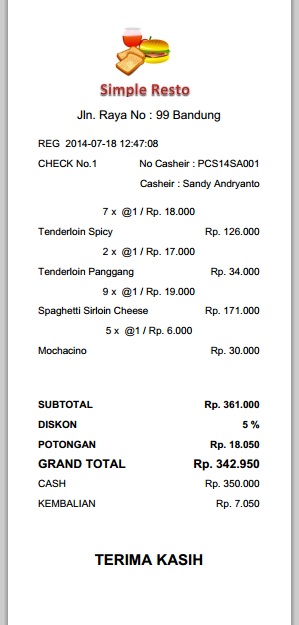 Simple Resto
Jln. Raya No : 99 Bandung
REG 2014-07-18 12:47:08
CHECK No.1 No Casheir : PCS14SA001
Casheir : Sandy Andryanto
7 x @1 / Rp. 18.000
Tenderloin Spicy Rp. 126.000
2 x @1 / Rp. 17.000
Tenderloin Panggang Rp. 34.000
9 x @1 / Rp. 19.000
Spaghetti Sirloin Cheese Rp. 171.000
5 x @1 / Rp. 6.000
Mochacino Rp. 30.000
SUBTOTAL Rp. 361.000
DISKON 5 %
POTONGAN Rp. 18.050
GRAND TOTAL Rp. 342.950
CASH Rp. 350.000
KEMBALIAN Rp. 7.050
TERIMA KASIH